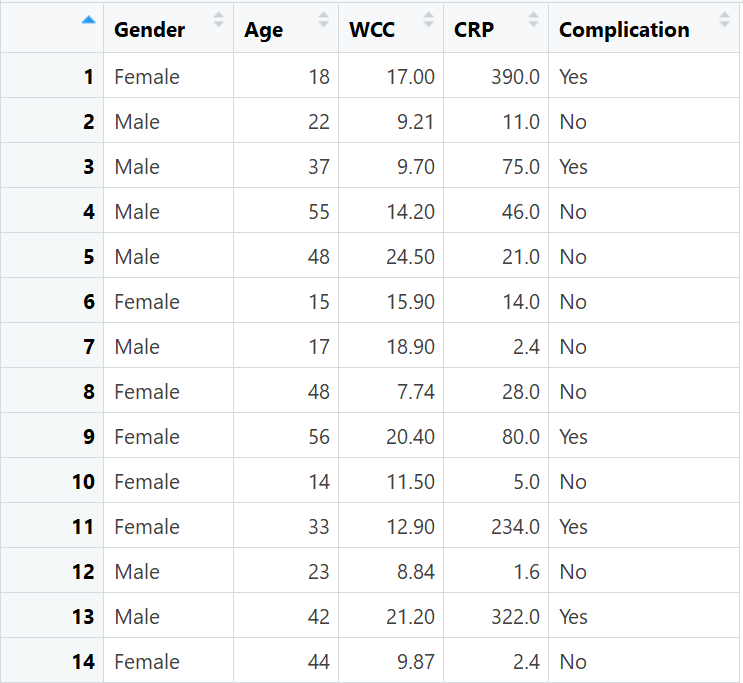 Gender Age WCC CRP Complication
1 Female 18 17.00 390.0 Yes
2 Male 22 9.21 11.0 No
3 Male 37 9.70 75.0 Yes
4 Male 55 14.20 46.0 No
5 Male 48 24.50 21.0 No
6 Female 15 15.90 14.0 No
7 Male 17 18.90 2.4 No
8 Female 48 7.74 28.0 No
9 Female 56 20.40 80.0 Yes
10 Female 14 11.50 5.0 No
11 Female 33 12.90 234.0 Yes
12 Male 23 8.84 1.6 No
13 Male 42 21.20 322.0 Yes
14 Female 44 9.87 2.4 No